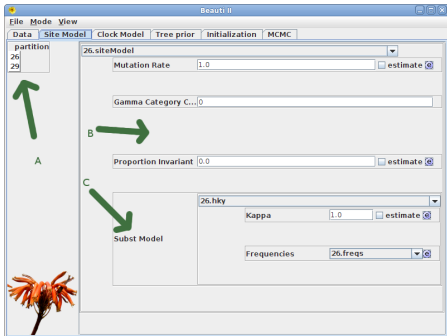 Beauti II
File Mode View
Data Site Model Clock Model Tree prior Initialization MCMC
partition
26
29
26.siteModel
Mutation Rate 1.0 estimate e
Gamma Category C... 0
B
A
Proportion Invariant 0.0 estimate e
C
26.hky
Kappa 1.0 estimate e
Subst Model
Frequencies 26.freqs e